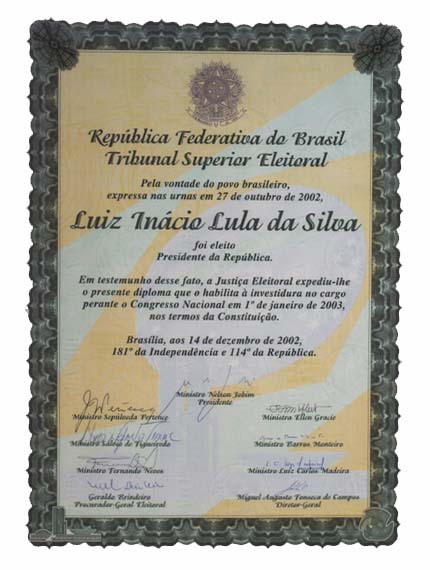 República Federativa do Brasil
Tribunal Superior Eleitoral
Pela vontade do povo brasileiro,
expressa nas urnas em 27 de outubro de 2002,
Luiz Inácio Lula da Silva
foi eleito
Presidente da República.
Em testemunho desse fato, a Justiça Eleitoral expediu-lhe
o presente diploma que o habilita à investidura no cargo
perante o Congresso Nacional em 1º de janeiro de 2003,
nos termos da Constituição.
Brasília, aos 14 de dezembro de 2002,
181º da Independência e 114º da República.
Ministro Nelson Jobim
Presidente
Ministro Sepúlveda Pertence
Ministra Ellen Gracie
Ministro Sálvio de Figueiredo
Ministro Barros Monteiro
Ministro Fernando Neves
Ministro Luiz Carlos Madeira
Geraldo Brindeiro
Procurador-Geral Eleitoral
Miguel Augusto Fonseca de Campos
Diretor-Geral